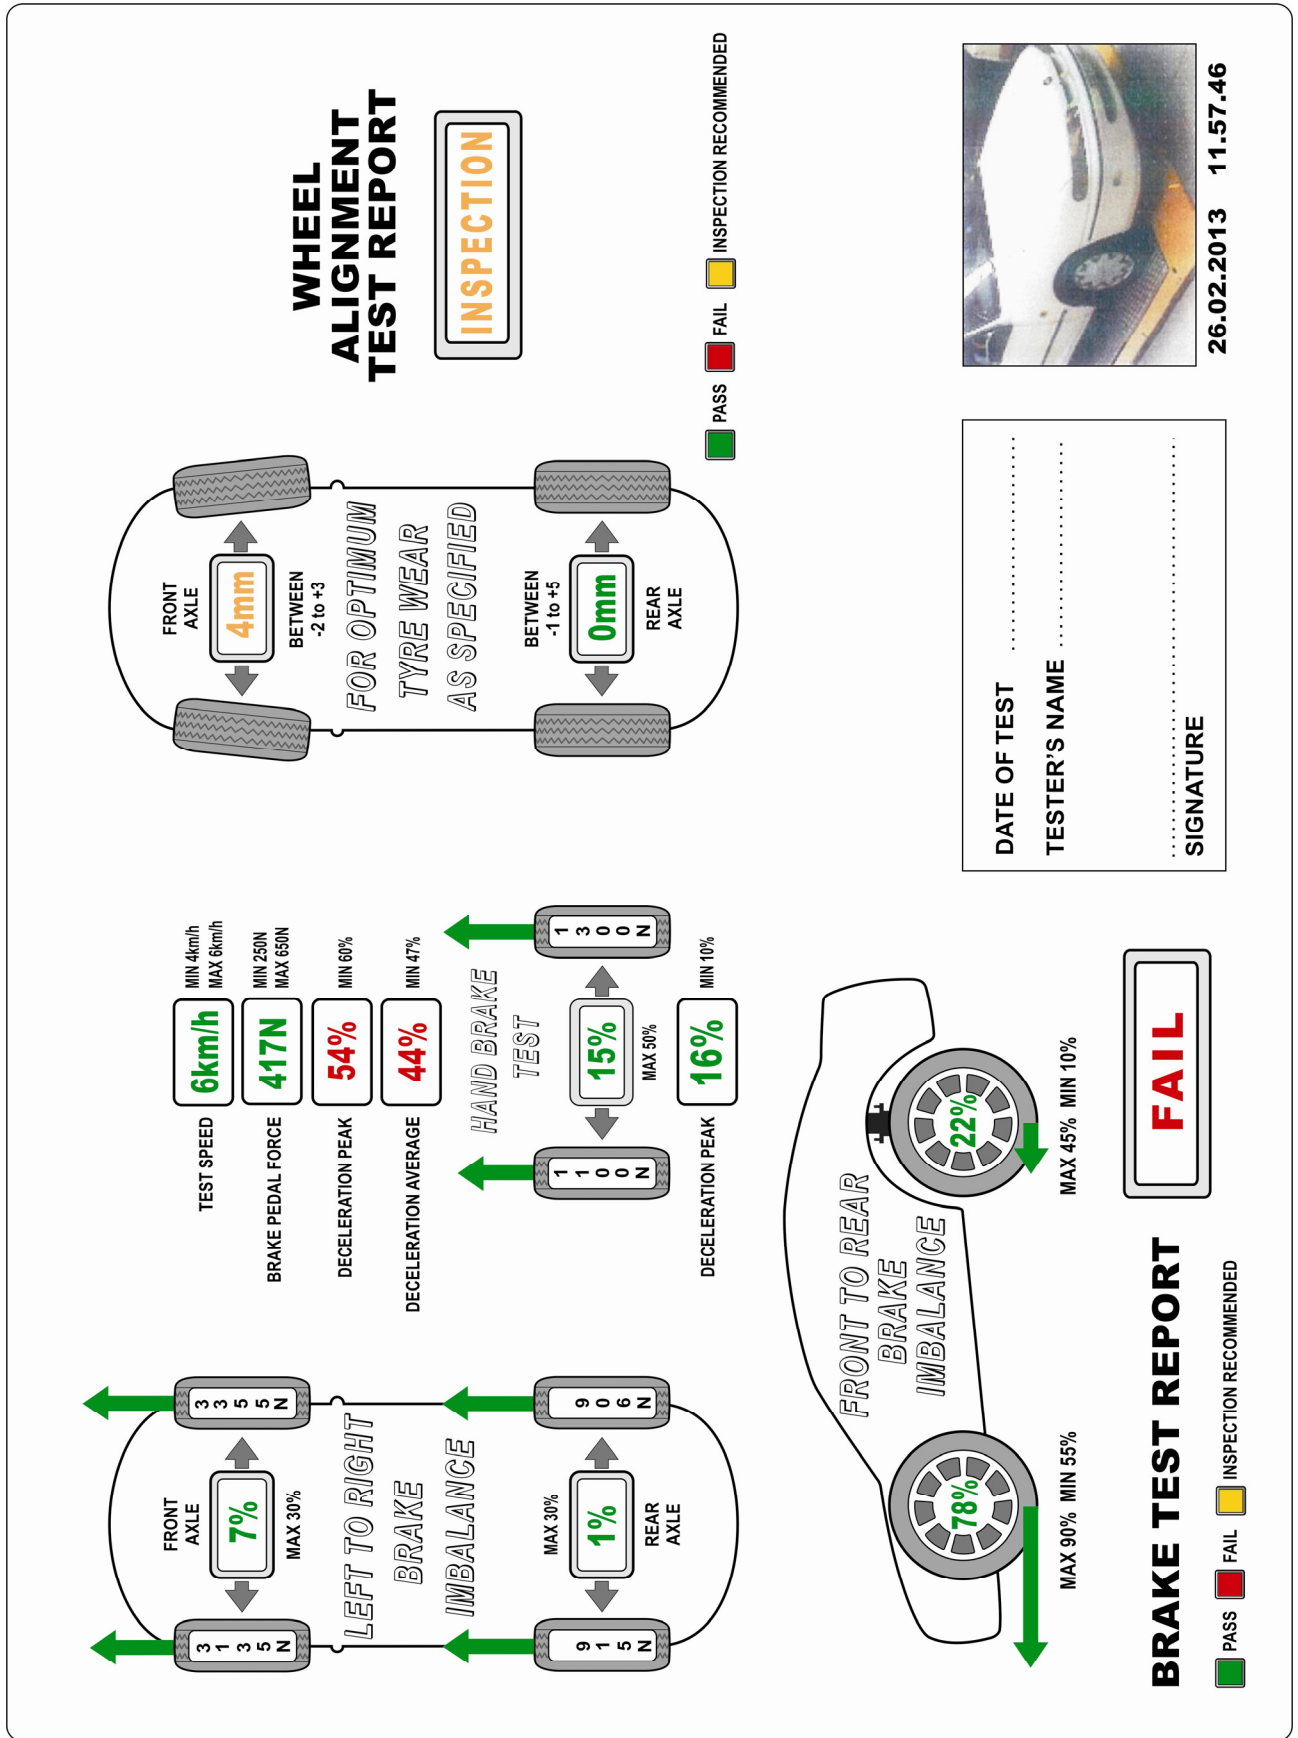 3135N
3355N
FRONT
AXLE
7%
MAX 30%
LEFT TO RIGHT
BRAKE
IMBALANCE
MAX 30%
1%
REAR
AXLE
915N
906N
TEST SPEED
6km/h
MIN 4km/h
MAX 6km/h
BRAKE PEDAL FORCE
417N
MIN 250N
MAX 650N
DECELERATION PEAK
54%
MIN 60%
DECELERATION AVERAGE
44%
MIN 47%
HAND BRAKE
TEST
1100N
15%
1300N
MAX 50%
DECELERATION PEAK
16%
MIN 10%
FRONT
AXLE
4mm
BETWEEN
-2 to +3
FOR OPTIMUM
TYRE WEAR
AS SPECIFIED
BETWEEN
-1 to +5
0mm
REAR
AXLE
WHEEL
ALIGNMENT
TEST REPORT
INSPECTION
PASS FAIL INSPECTION RECOMMENDED
FRONT TO REAR
BRAKE
IMBALANCE
78%
22%
MAX 90% MIN 55%
MAX 45% MIN 10%
BRAKE TEST REPORT
FAIL
PASS FAIL INSPECTION RECOMMENDED
DATE OF TEST ................................
TESTER'S NAME ................................
................................................................
SIGNATURE
26.02.2013 11.57.46